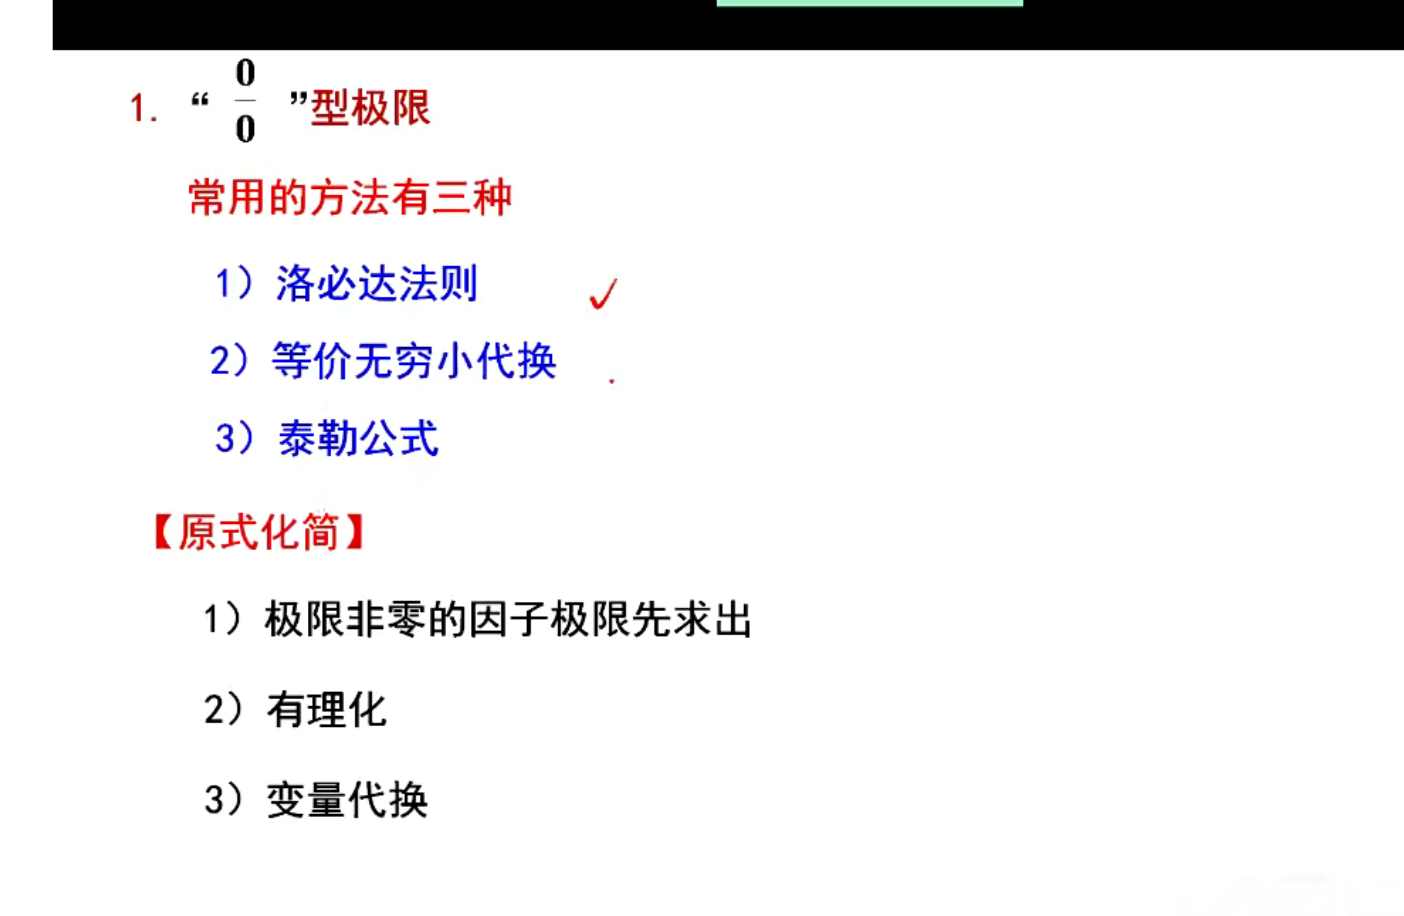 1. “ 0/0 ”型极限
常用的方法有三种
1）洛必达法则
2）等价无穷小代换
3）泰勒公式
【原式化简】
1）极限非零的因子极限先求出
2）有理化
3）变量代换